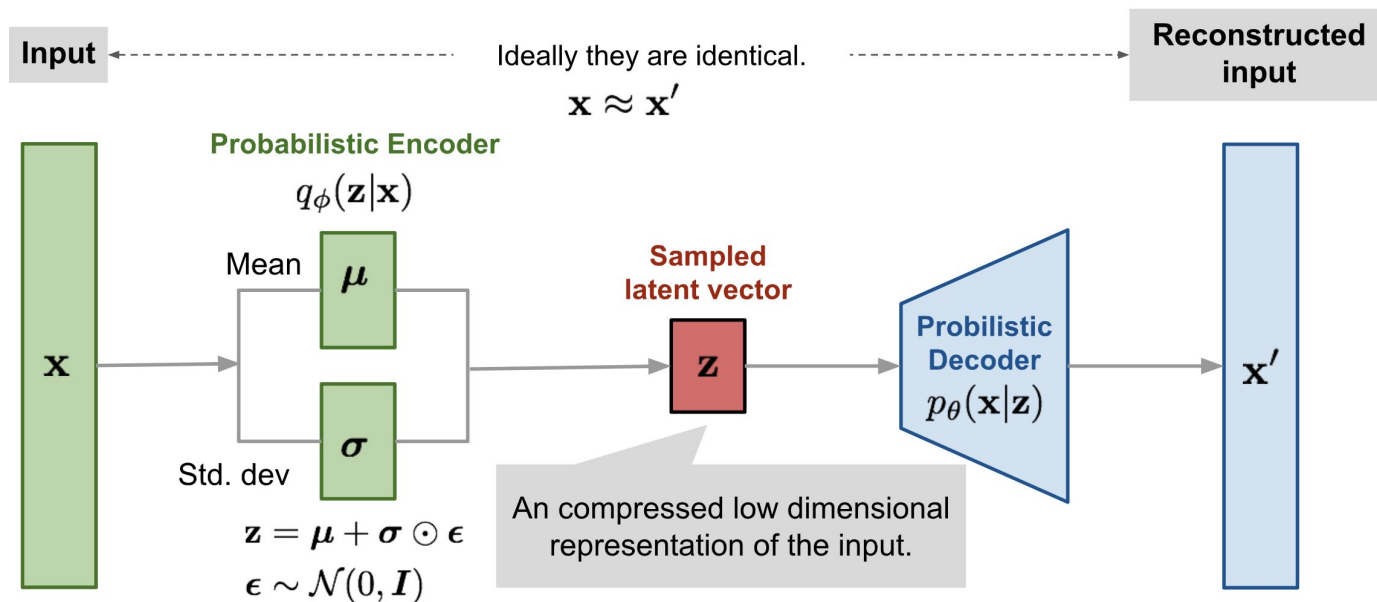 Input
Ideally they are identical.
x ≈ x′
Reconstructed
input
Probabilistic Encoder
qϕ(z|x)
Mean
μ
x
Std. dev
σ
z = μ + σ ⊙ ϵ
ϵ ∼ 𝒩(0, I)
Sampled
latent vector
z
An compressed low dimensional
representation of the input.
Probilistic
Decoder
pθ(x|z)
x′